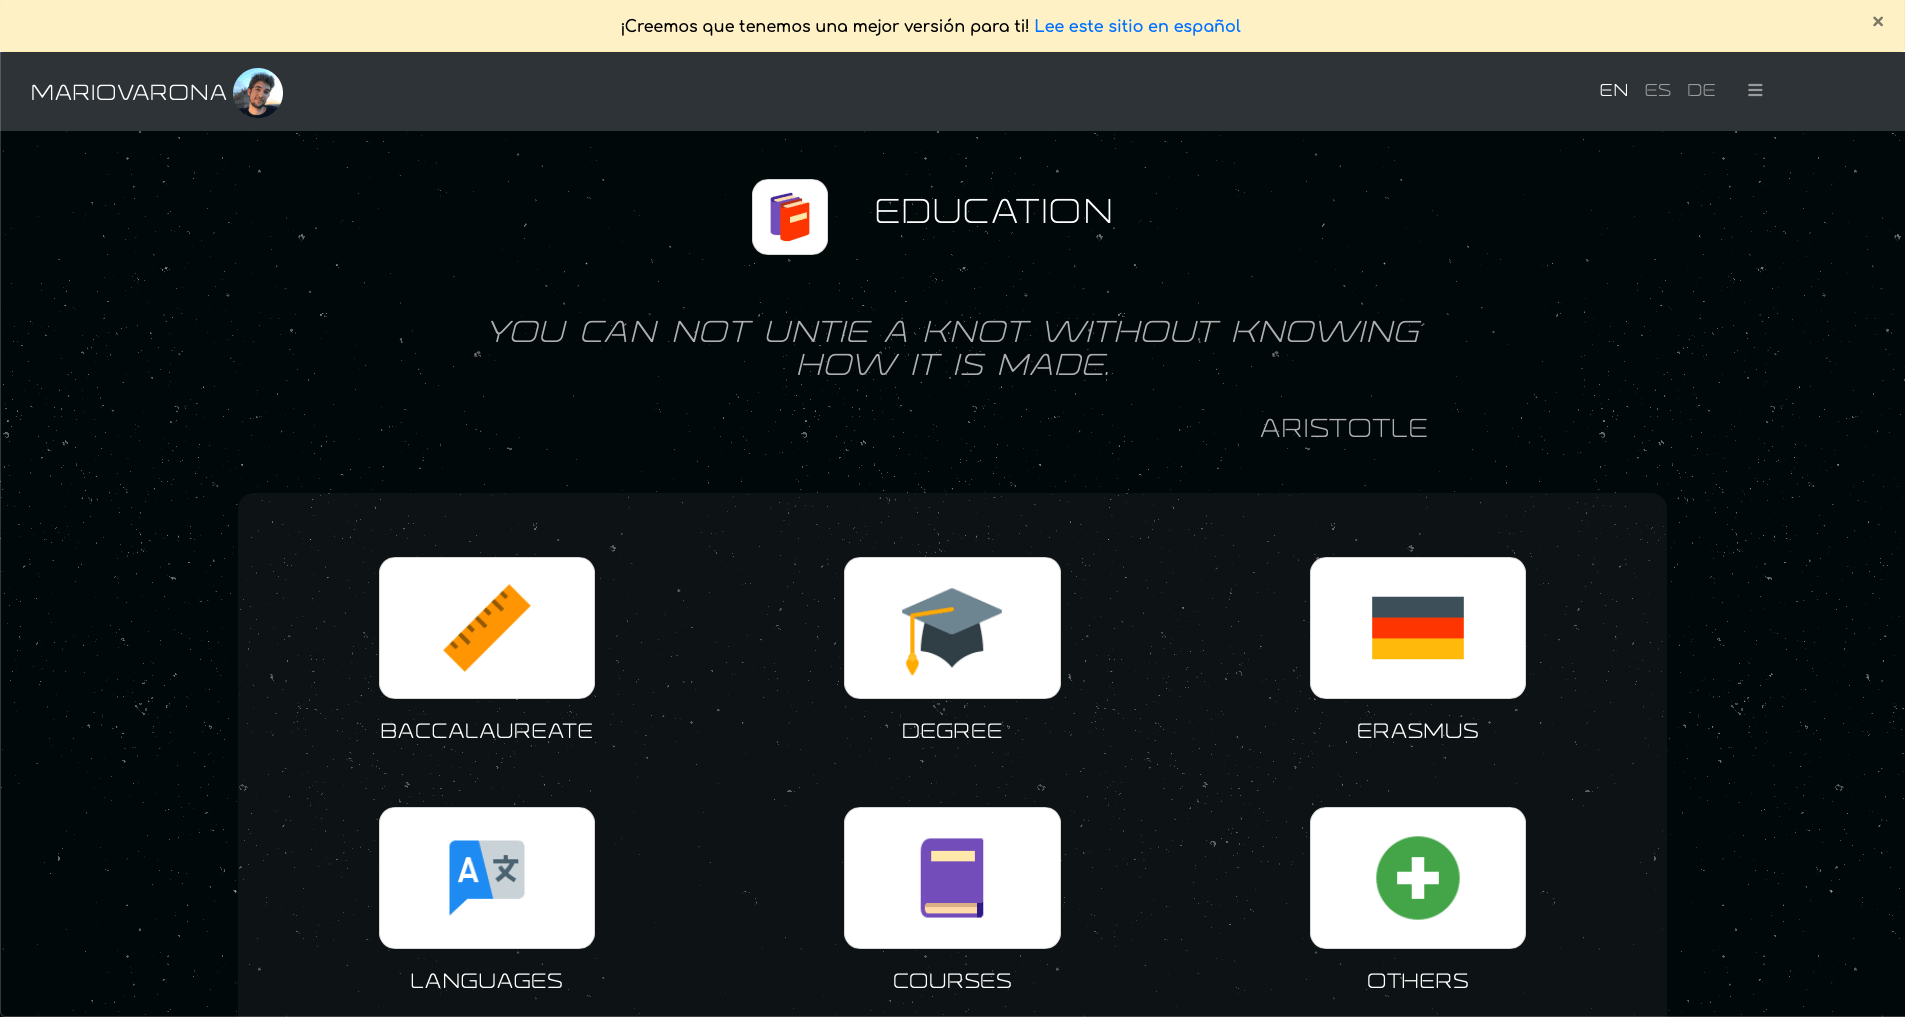 ¡Creemos que tenemos una mejor versión para ti! Lee este sitio en español
×
MARIOVARONA
EN ES DE
EDUCATION
YOU CAN NOT UNTIE A KNOT WITHOUT KNOWING
HOW IT IS MADE.
ARISTOTLE
BACCALAUREATE
DEGREE
ERASMUS
A 文
LANGUAGES
COURSES
OTHERS